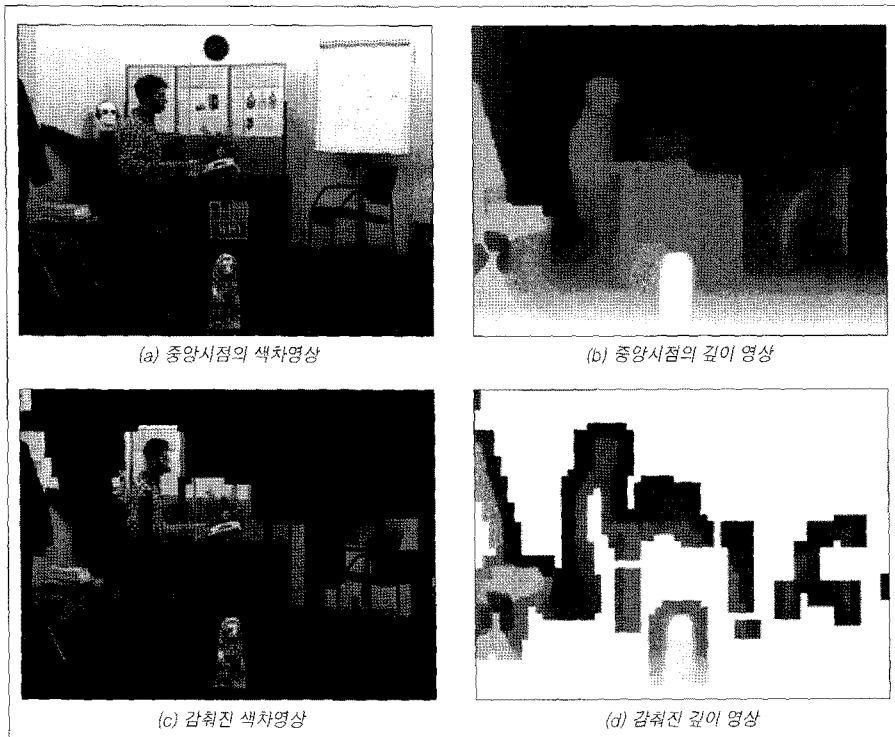 (a) 중앙시점의 색차영상
(b) 중앙시점의 깊이 영상
(c) 감춰진 색차영상
(d) 감춰진 깊이 영상